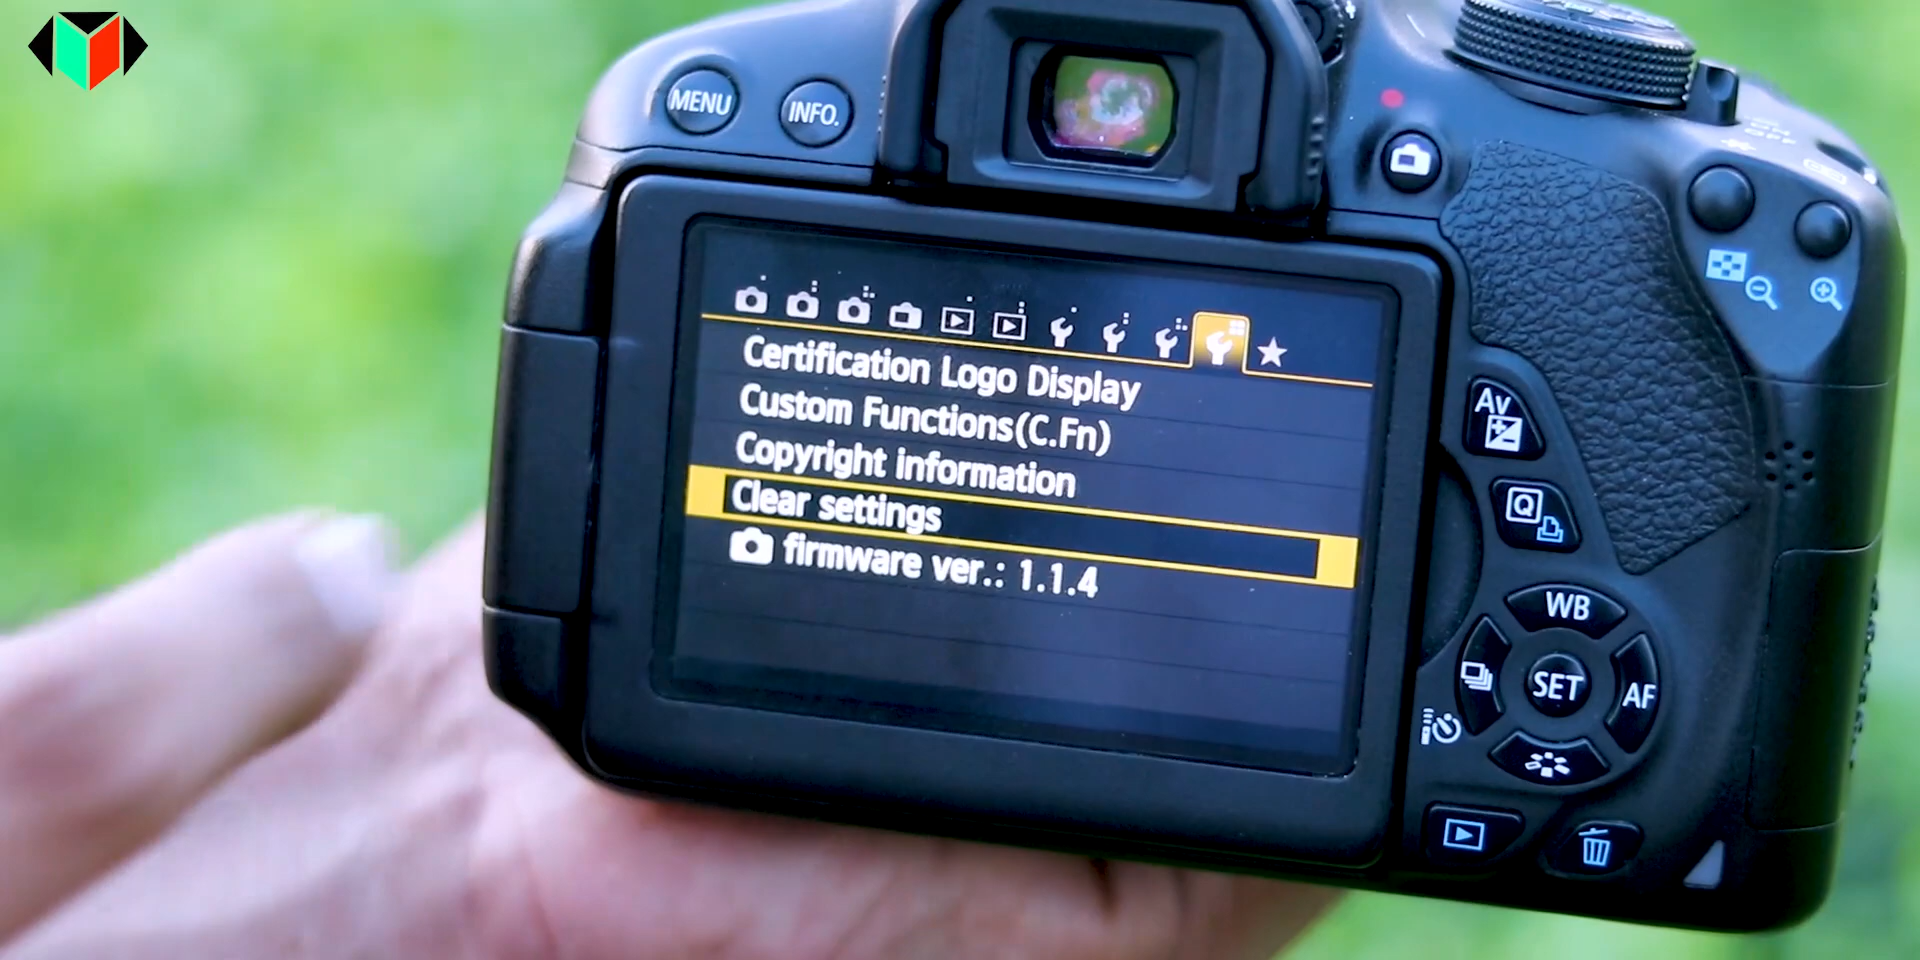 MENU
INFO.
Certification Logo Display
Custom Functions(C.Fn)
Copyright information
Clear settings
firmware ver.: 1.1.4
Av
Q
WB
SET
AF